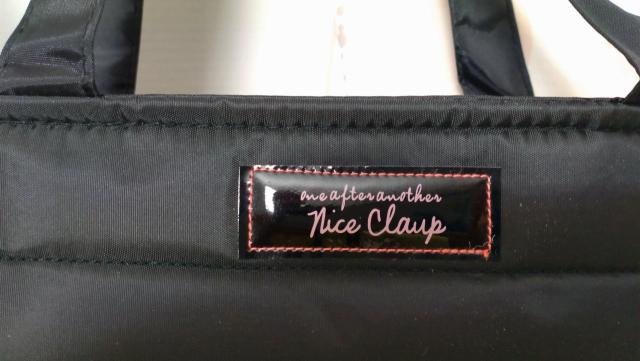 one after another
Nice Claup